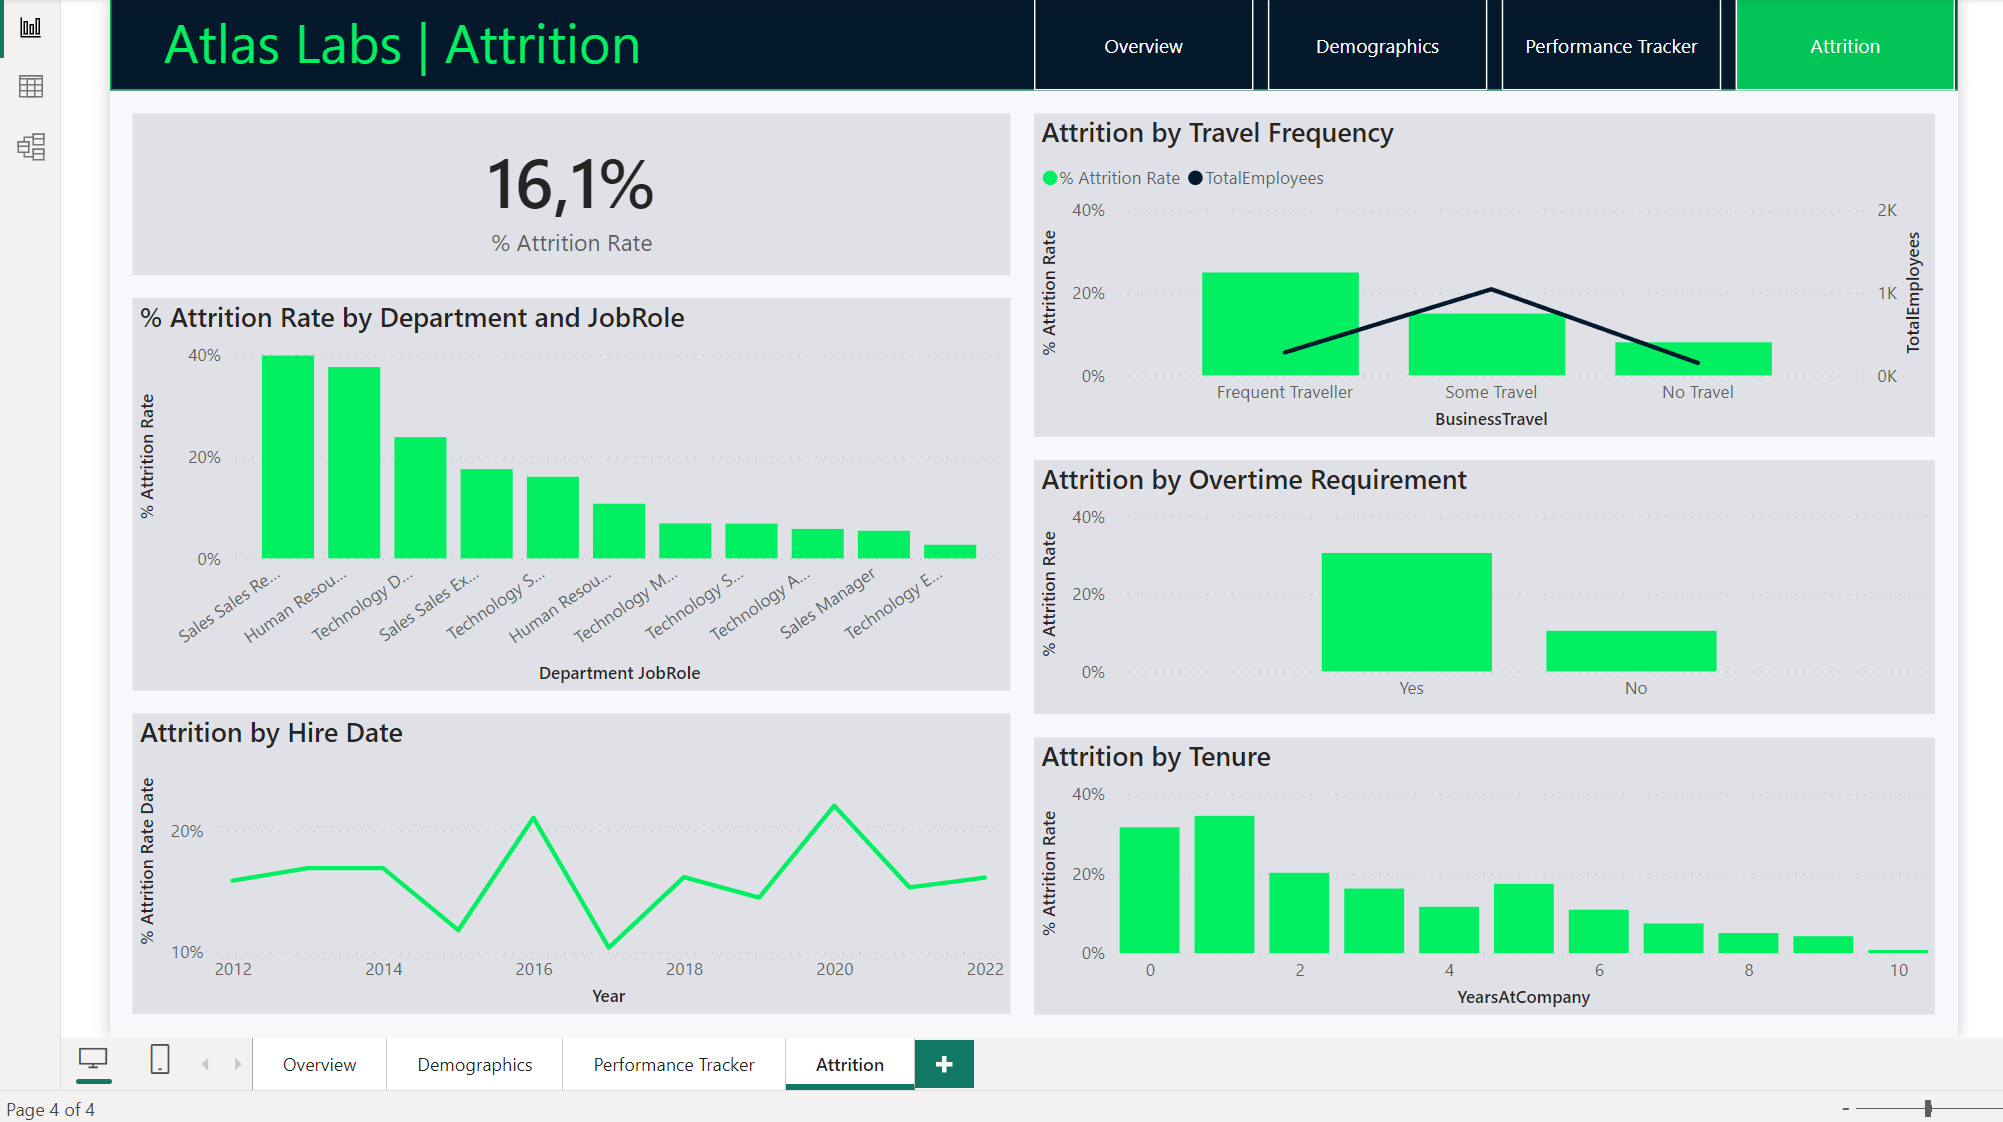 Atlas Labs | Attrition
Overview
Demographics
Performance Tracker
Attrition
16,1%
% Attrition Rate
% Attrition Rate by Department and JobRole
% Attrition Rate
40%
20%
0%
Sales Sales Re...
Human Resou...
Technology D...
Sales Sales Ex...
Technology S...
Human Resou...
Technology M...
Technology S...
Technology A...
Sales Manager
Technology E...
Department JobRole
Attrition by Hire Date
% Attrition Rate Date
20%
10%
2012
2014
2016
2018
2020
2022
Year
Attrition by Travel Frequency
% Attrition Rate
TotalEmployees
% Attrition Rate
40%
20%
0%
2K
1K
0K
TotalEmployees
Frequent Traveller
Some Travel
No Travel
BusinessTravel
Attrition by Overtime Requirement
% Attrition Rate
40%
20%
0%
Yes
No
Attrition by Tenure
% Attrition Rate
40%
20%
0%
0
2
4
6
8
10
YearsAtCompany
Overview
Demographics
Performance Tracker
Attrition
Page 4 of 4